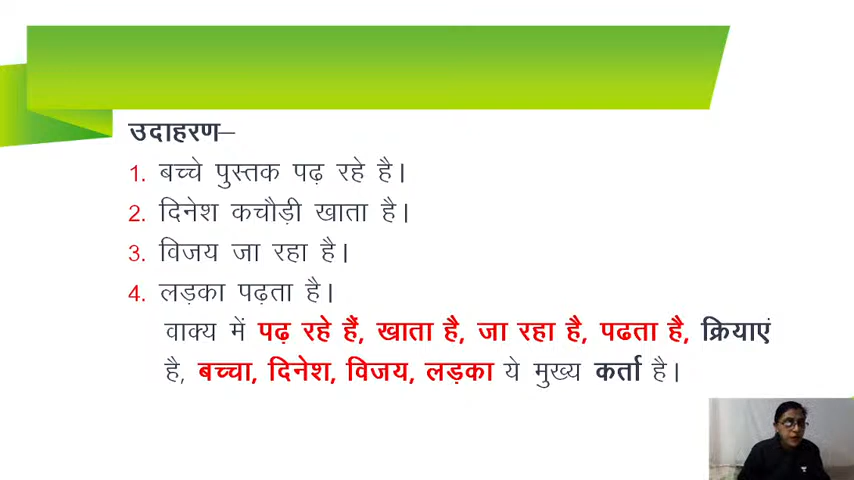 उदाहरण–
1. बच्चे पुस्तक पढ़ रहे है।
2. दिनेश कचौड़ी खाता है।
3. विजय जा रहा है।
4. लड़का पढ़ता है।
वाक्य में पढ़ रहे हैं, खाता है, जा रहा है, पढता है, क्रियाएं
है, बच्चा, दिनेश, विजय, लड़का ये मुख्य कर्ता है।